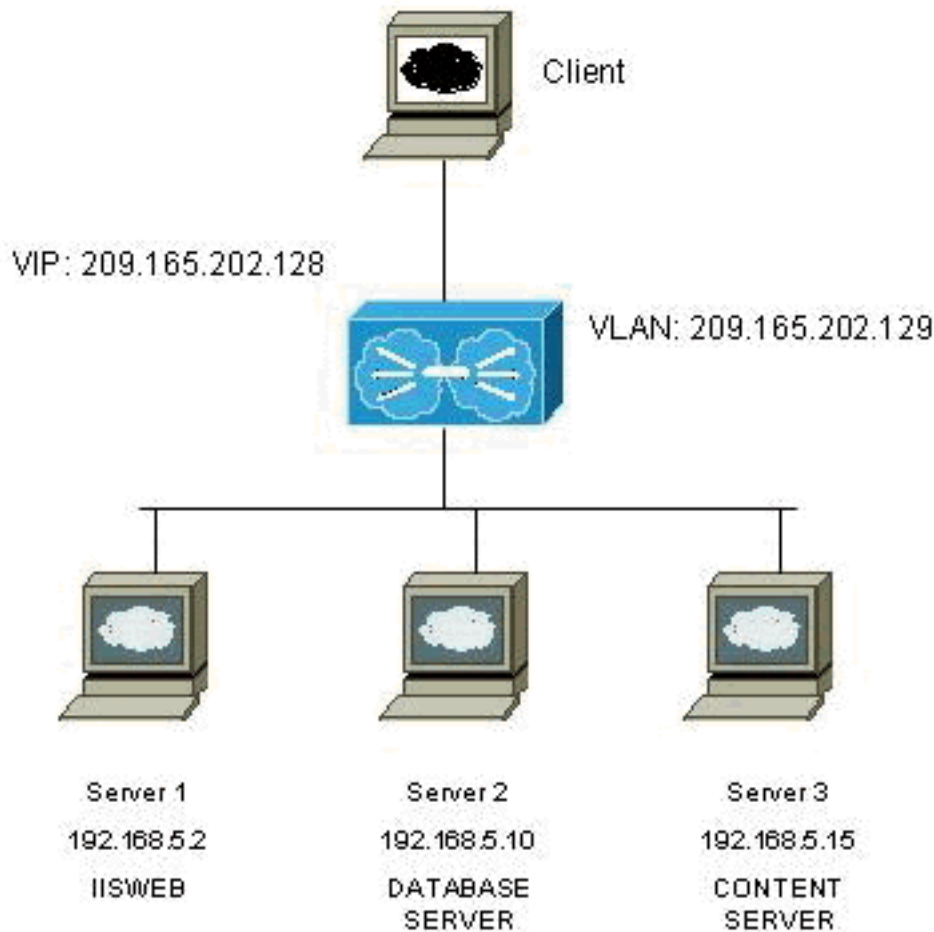 Client
VIP: 209.165.202.128
VLAN: 209.165.202.129
Server 1
192.168.5.2
IISWEB
Server 2
192.168.5.10
DATABASE
SERVER
Server 3
192.168.5.15
CONTENT
SERVER